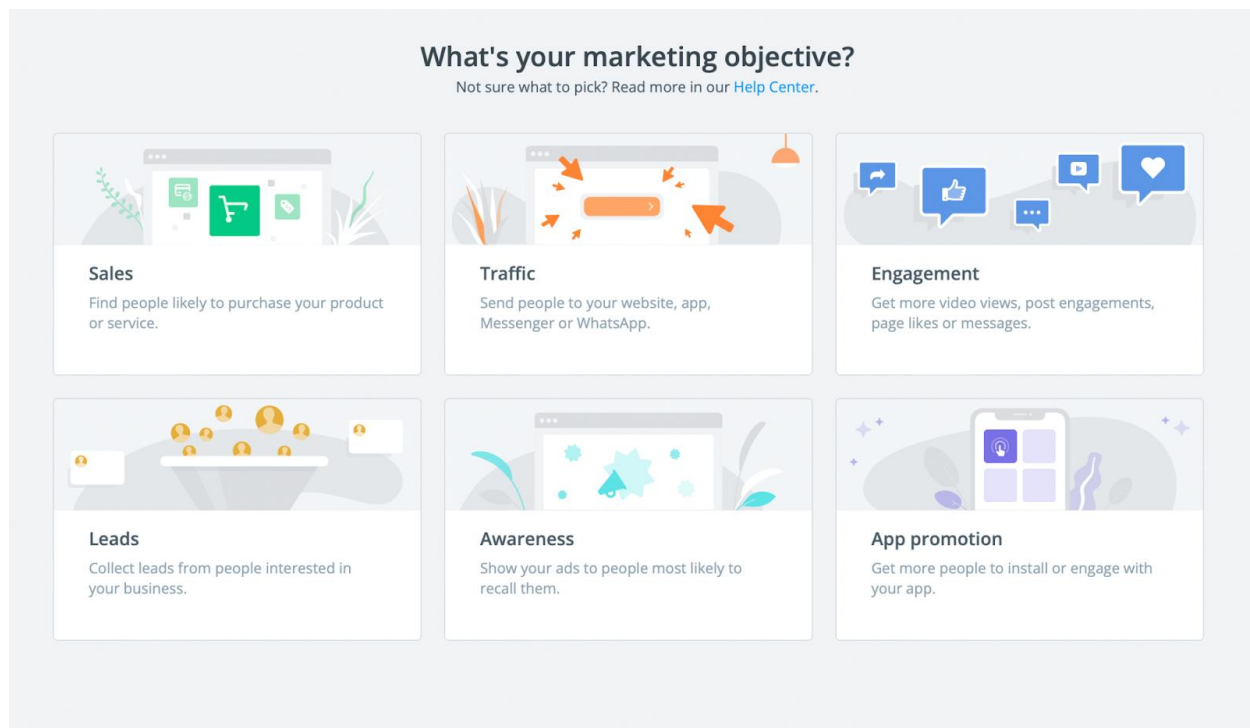 What's your marketing objective?
Not sure what to pick? Read more in our Help Center.
Sales
Find people likely to purchase your product
or service.
Traffic
Send people to your website, app,
Messenger or WhatsApp.
Engagement
Get more video views, post engagements,
page likes or messages.
Leads
Collect leads from people interested in
your business.
Awareness
Show your ads to people most likely to
recall them.
App promotion
Get more people to install or engage with
your app.